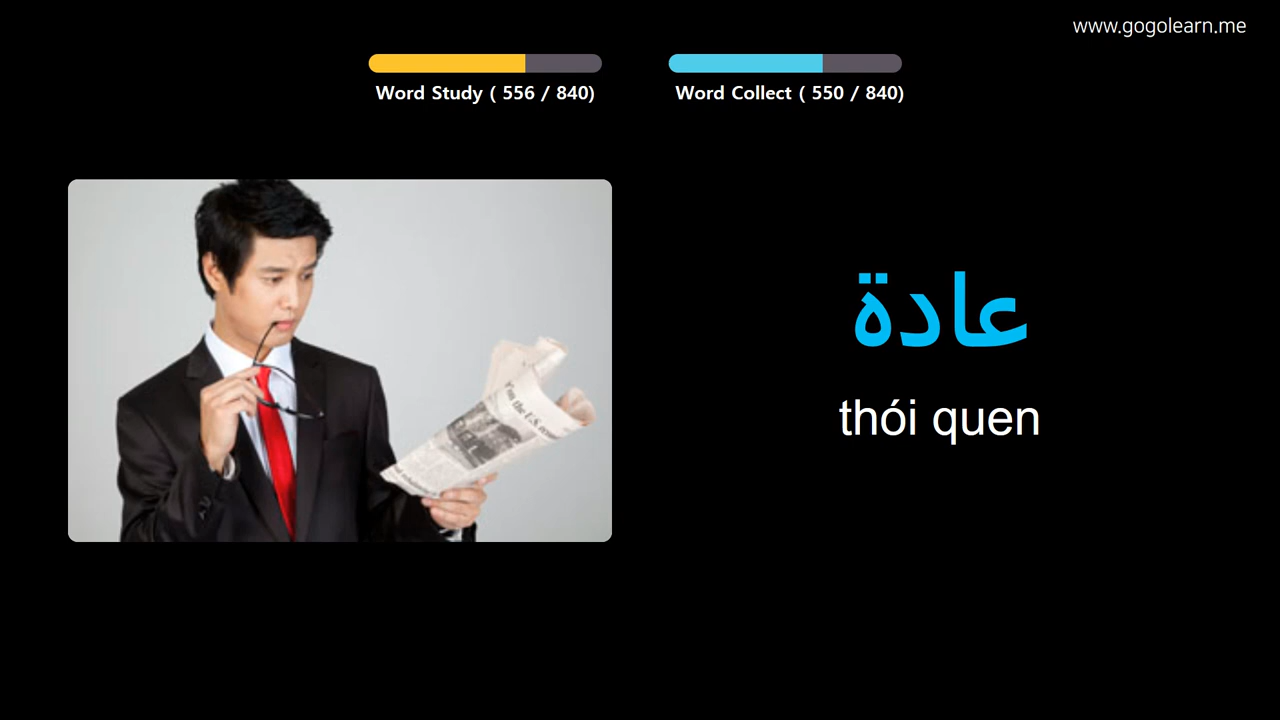 www.gogolearn.me
Word Study ( 556 / 840)
Word Collect ( 550 / 840)
عادة
thói quen